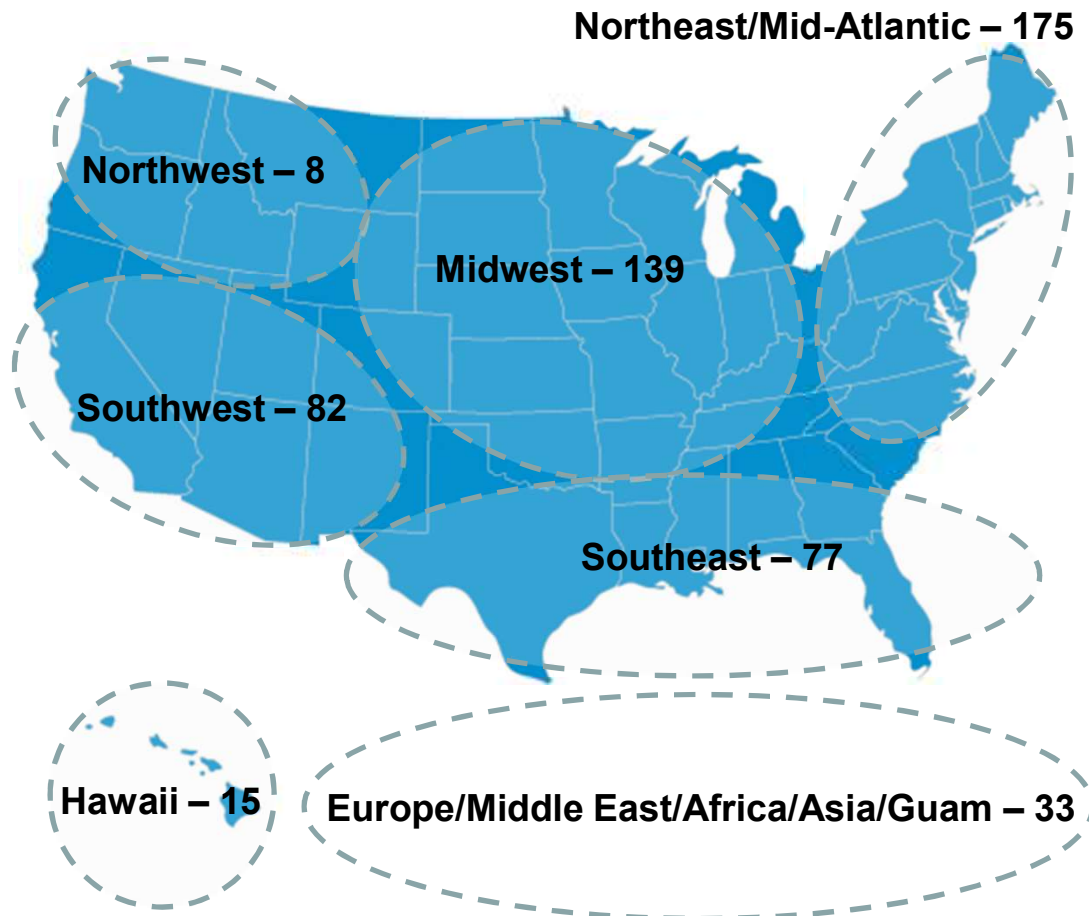 Northeast/Mid-Atlantic – 175
Northwest – 8
Midwest – 139
Southwest – 82
Southeast – 77
Hawaii – 15
Europe/Middle East/Africa/Asia/Guam – 33